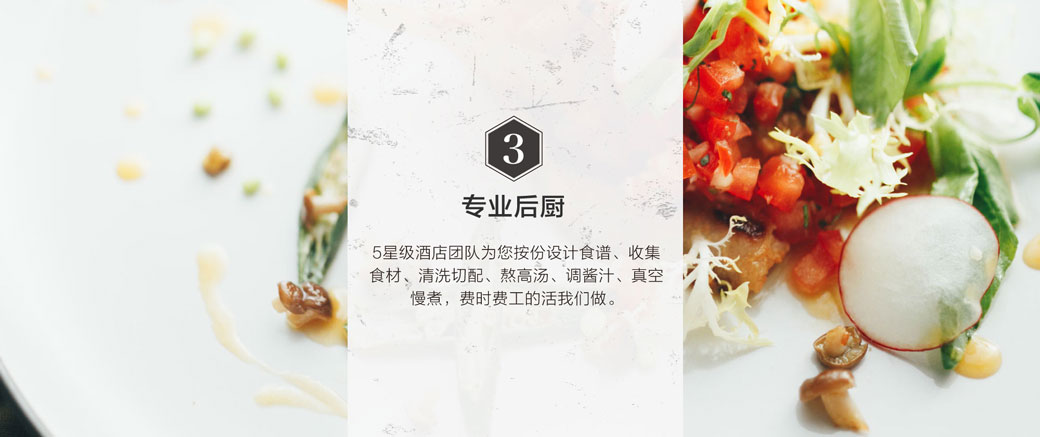 3
专业后厨
5星级酒店团队为您按份设计食谱、收集
食材、清洗切配、熬高汤、调酱汁、真空
慢煮，费时费工的活我们做。